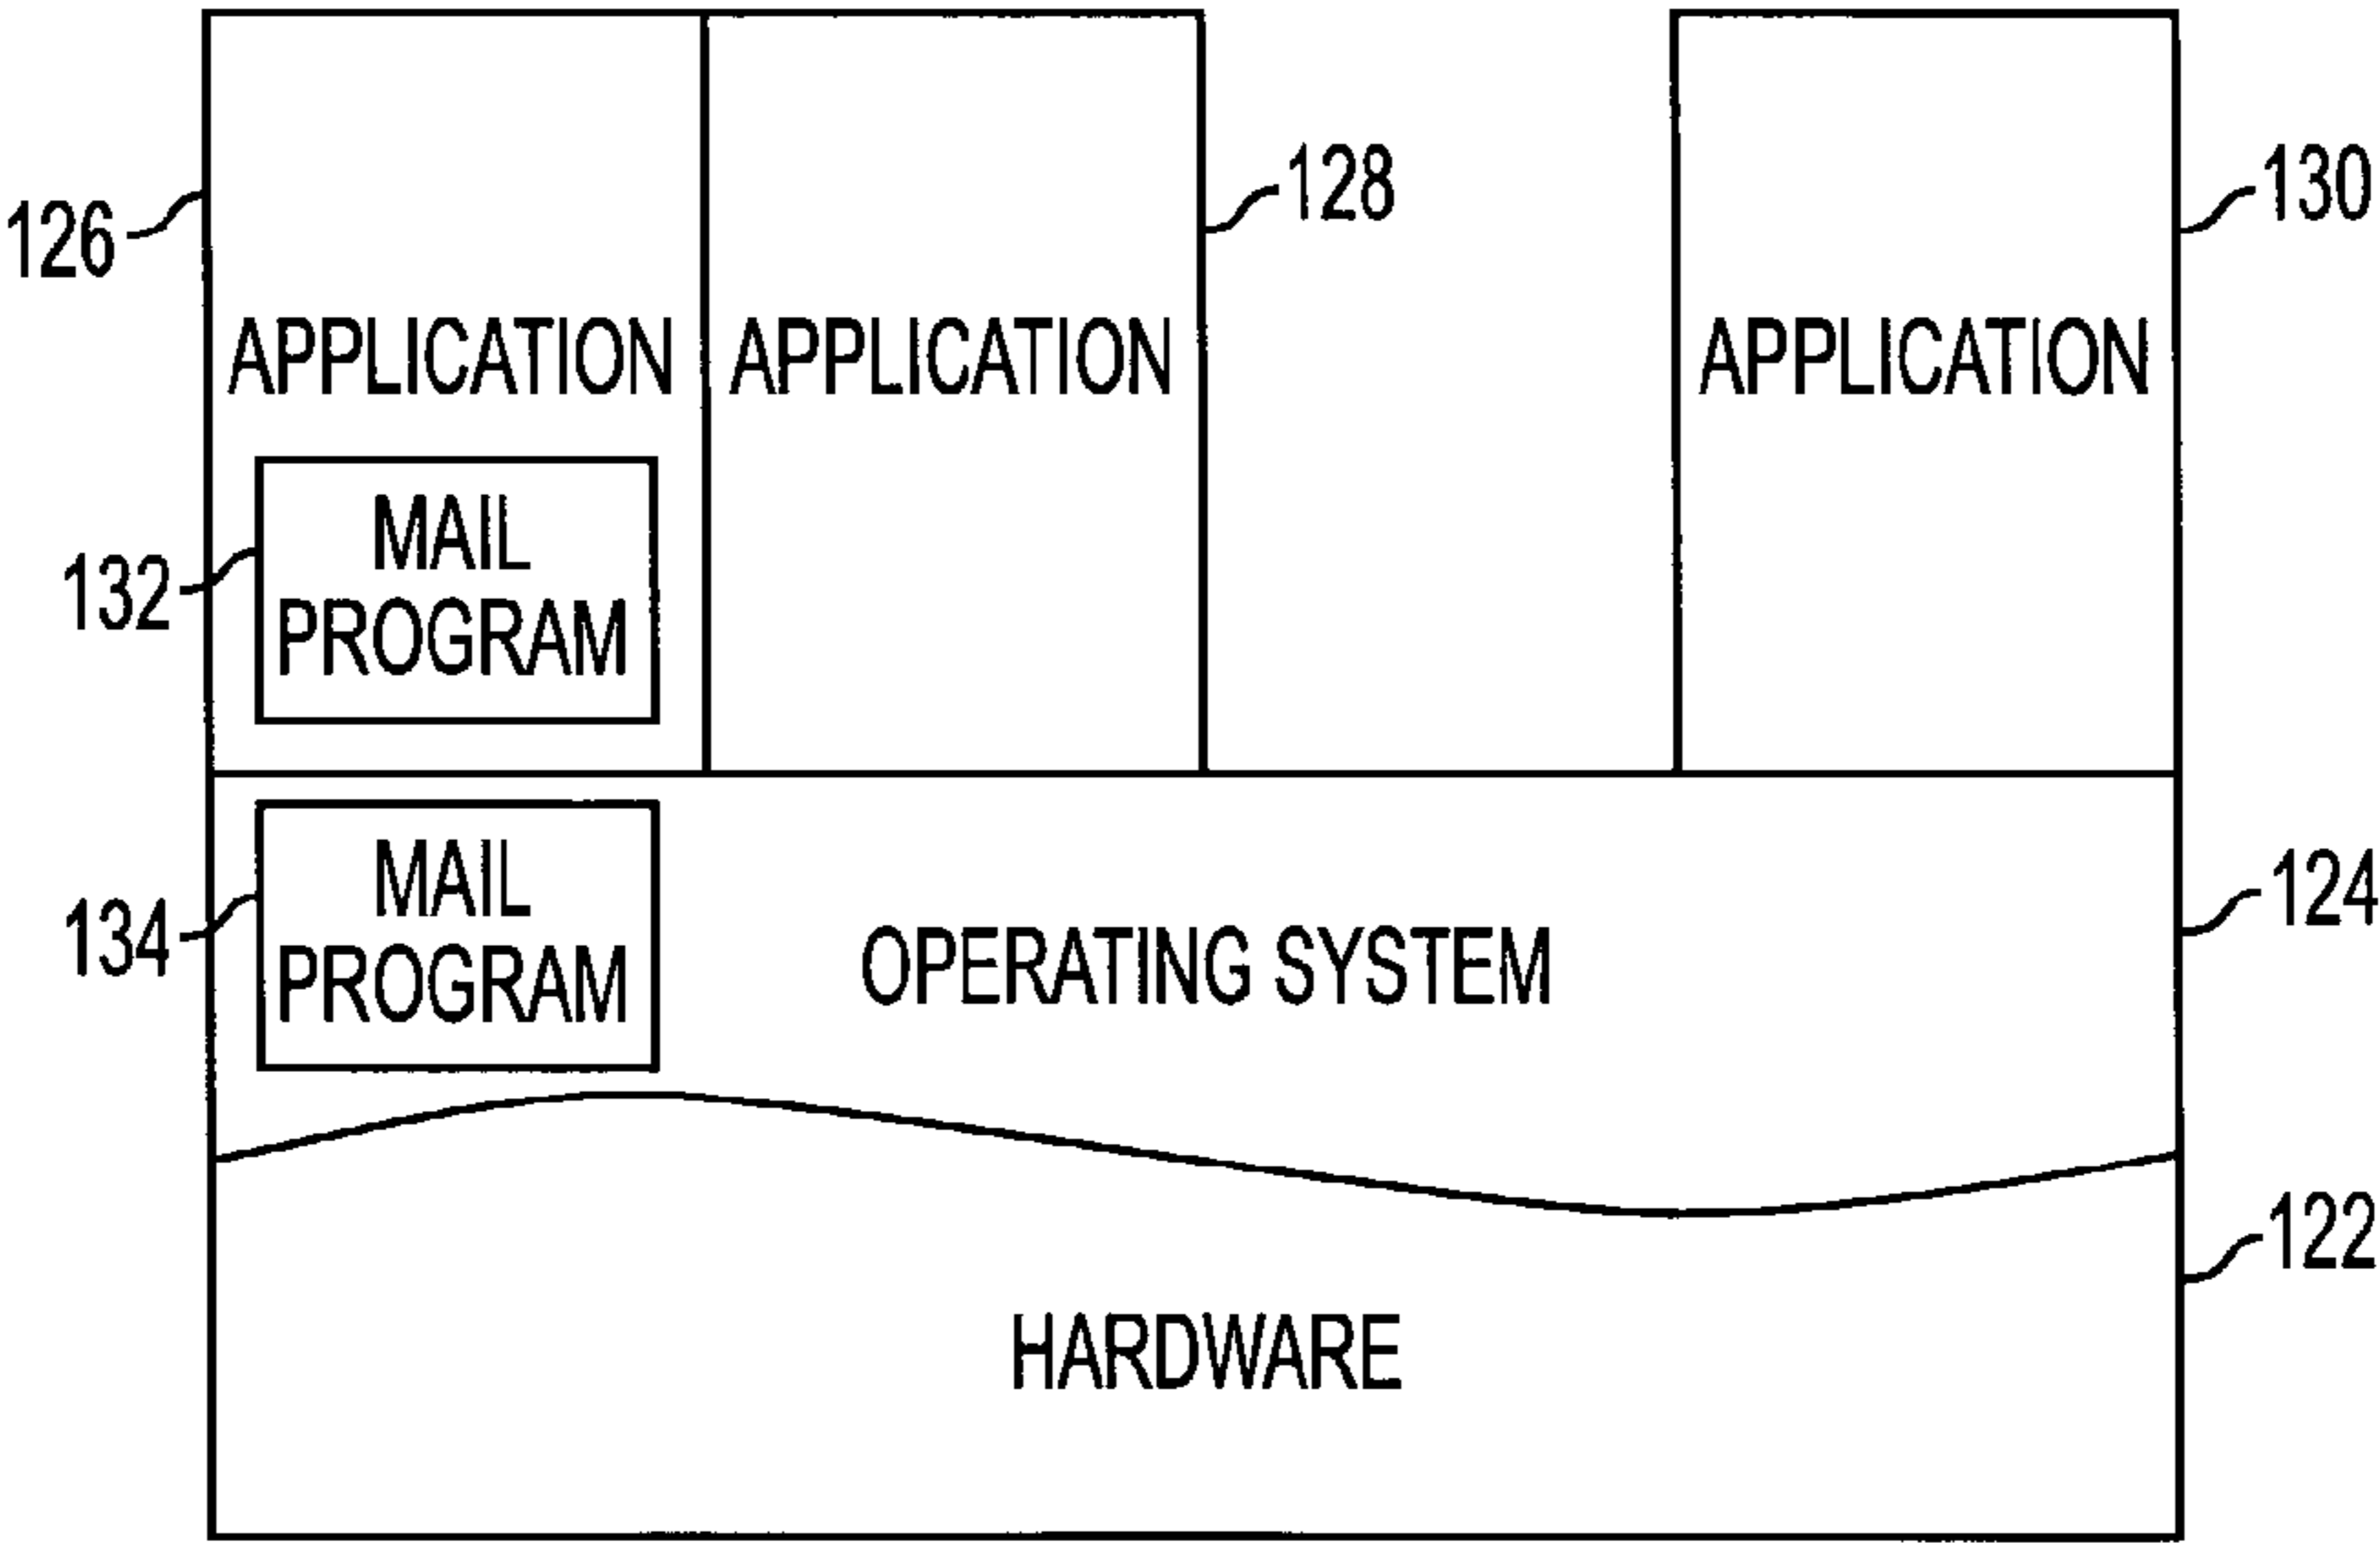 128
130
126
APPLICATION
APPLICATION
APPLICATION
MAIL
PROGRAM
132
MAIL
PROGRAM
134
124
OPERATING SYSTEM
122
HARDWARE